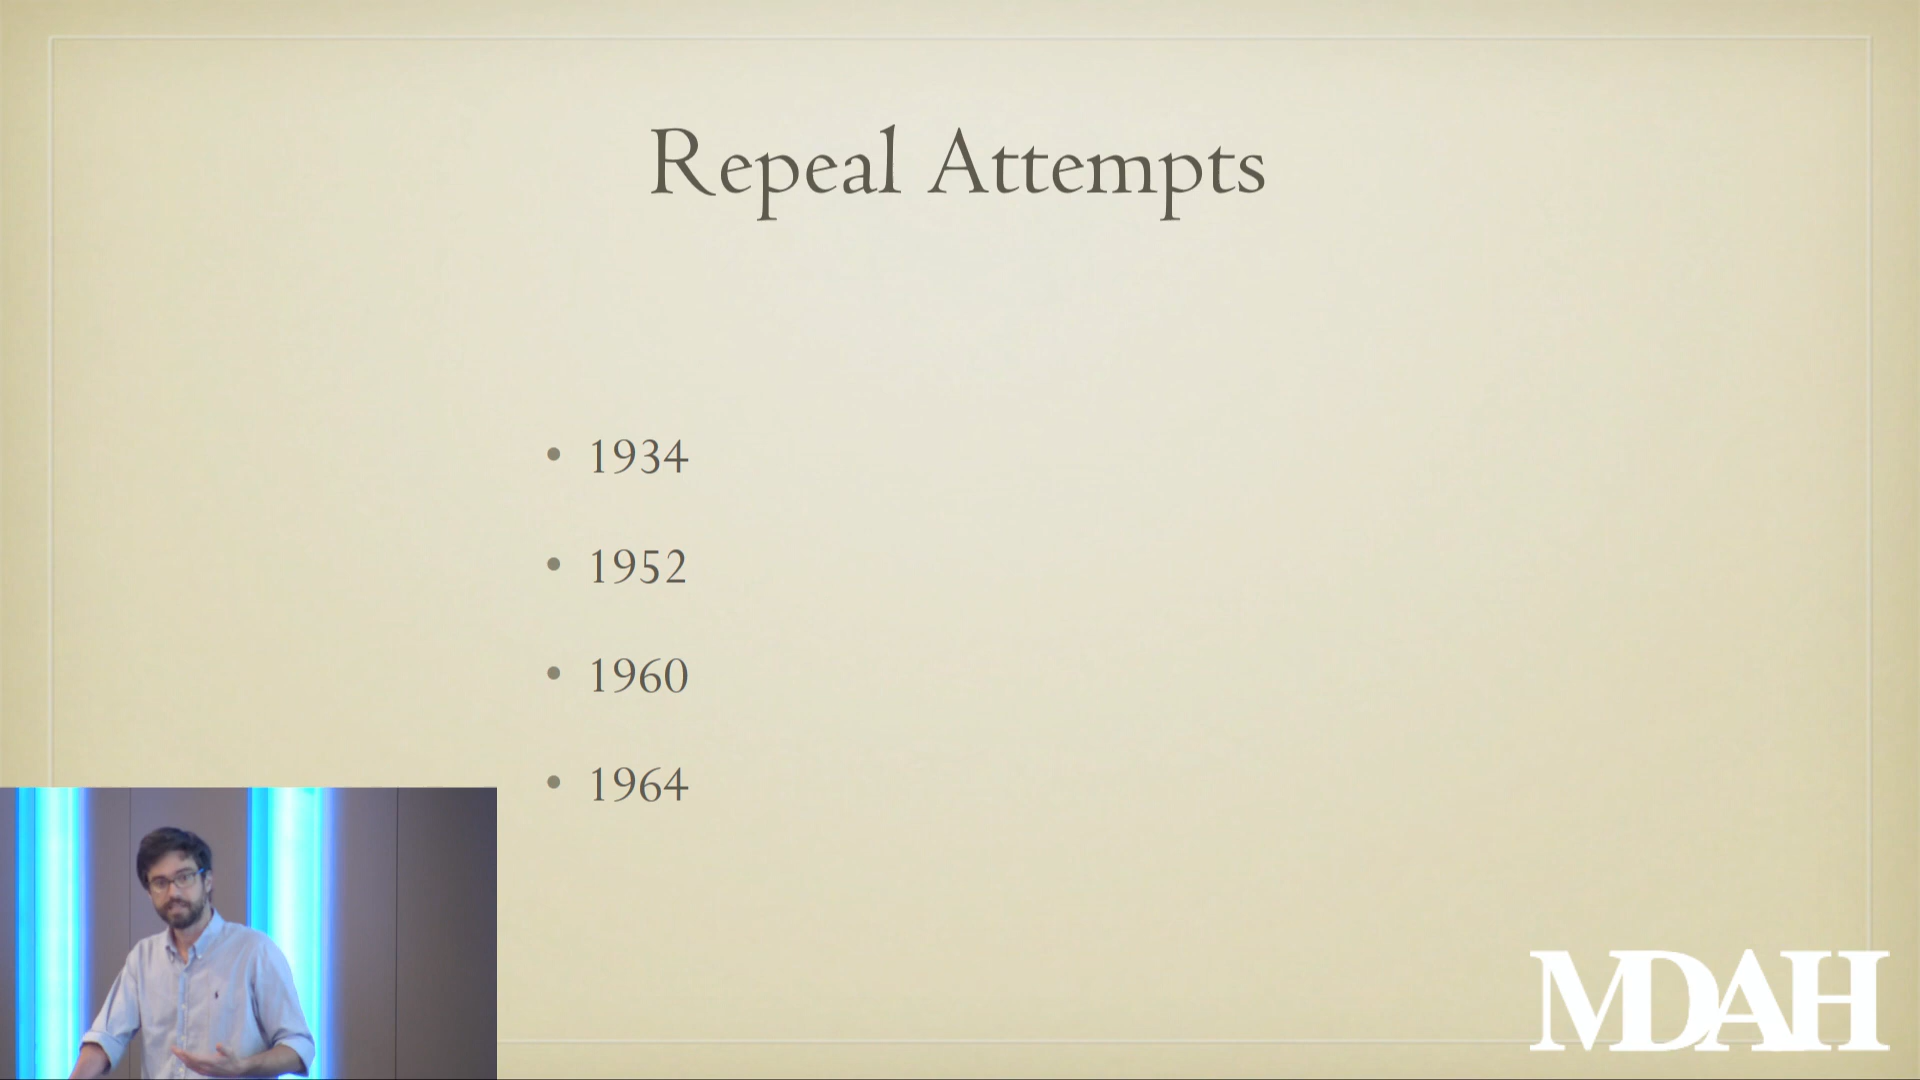 Repeal Attempts
• 1934
• 1952
• 1960
• 1964
MDAH